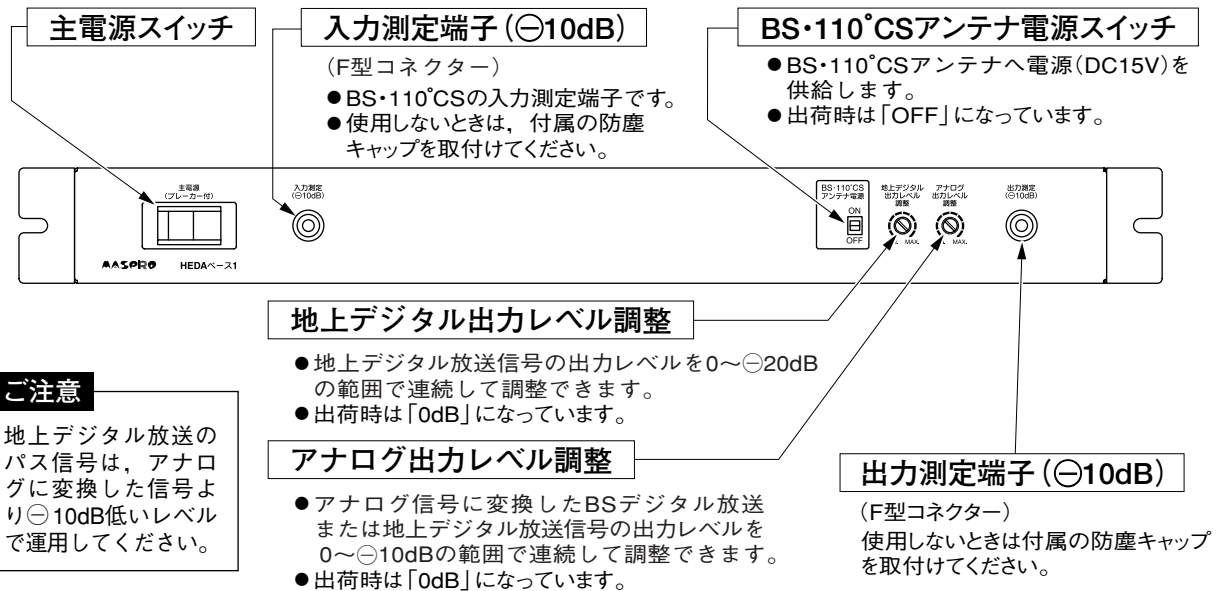 主電源スイッチ
入力測定端子(⊖10dB)
(F型コネクター)
●BS・110°CSの入力測定端子です。
●使用しないときは，付属の防塵
キャップを取付けてください。
BS・110°CSアンテナ電源スイッチ
●BS・110°CSアンテナへ電源(DC15V)を
供給します。
●出荷時は「OFF」になっています。
主電源
(ブレーカー付)
入力測定
(⊖10dB)
BS・110°CS
アンテナ電源
ON
OFF
地上デジタル
出力レベル
調整
MAX.
アナログ
出力レベル
調整
MAX.
出力測定
(⊖10dB)
MASPRO
HEDAベース1
地上デジタル出力レベル調整
●地上デジタル放送信号の出力レベルを0～⊖20dB
の範囲で連続して調整できます。
●出荷時は「0dB」になっています。
ご注意
地上デジタル放送の
パス信号は，アナロ
グに変換した信号よ
り⊖10dB低いレベル
で運用してください。
アナログ出力レベル調整
●アナログ信号に変換したBSデジタル放送
または地上デジタル放送信号の出力レベルを
0～⊖10dBの範囲で連続して調整できます。
●出荷時は「0dB」になっています。
出力測定端子(⊖10dB)
(F型コネクター)
使用しないときは付属の防塵キャップ
を取付けてください。